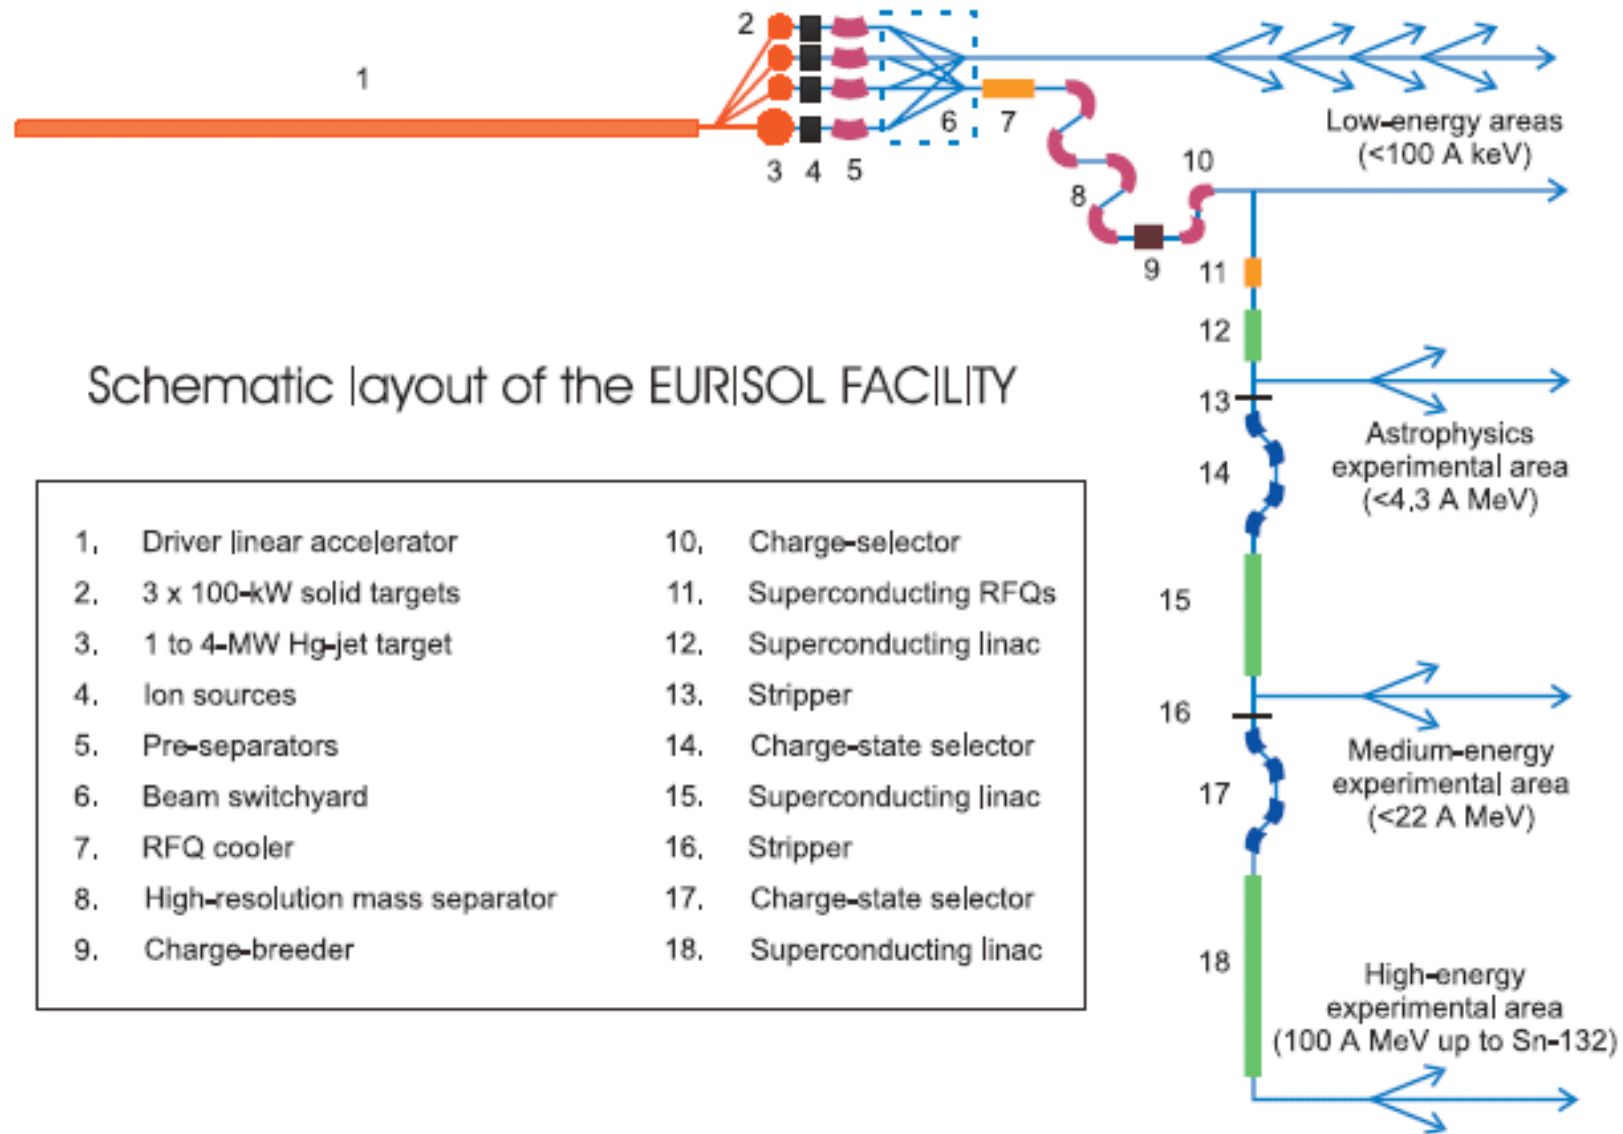 1
2
3 4 5
6
7
8
9
10
Low-energy areas
(<100 A keV)
11
12
13
14
Astrophysics
experimental area
(<4,3 A MeV)
15
16
Medium-energy
experimental area
(<22 A MeV)
17
18
High-energy
experimental area
(100 A MeV up to Sn-132)
Schematic layout of the EURISOL FACILITY
1. Driver linear accelerator
2. 3 x 100-kW solid targets
3. 1 to 4-MW Hg-jet target
4. Ion sources
5. Pre-separators
6. Beam switchyard
7. RFQ cooler
8. High-resolution mass separator
9. Charge-breeder
10. Charge-selector
11. Superconducting RFQs
12. Superconducting linac
13. Stripper
14. Charge-state selector
15. Superconducting linac
16. Stripper
17. Charge-state selector
18. Superconducting linac